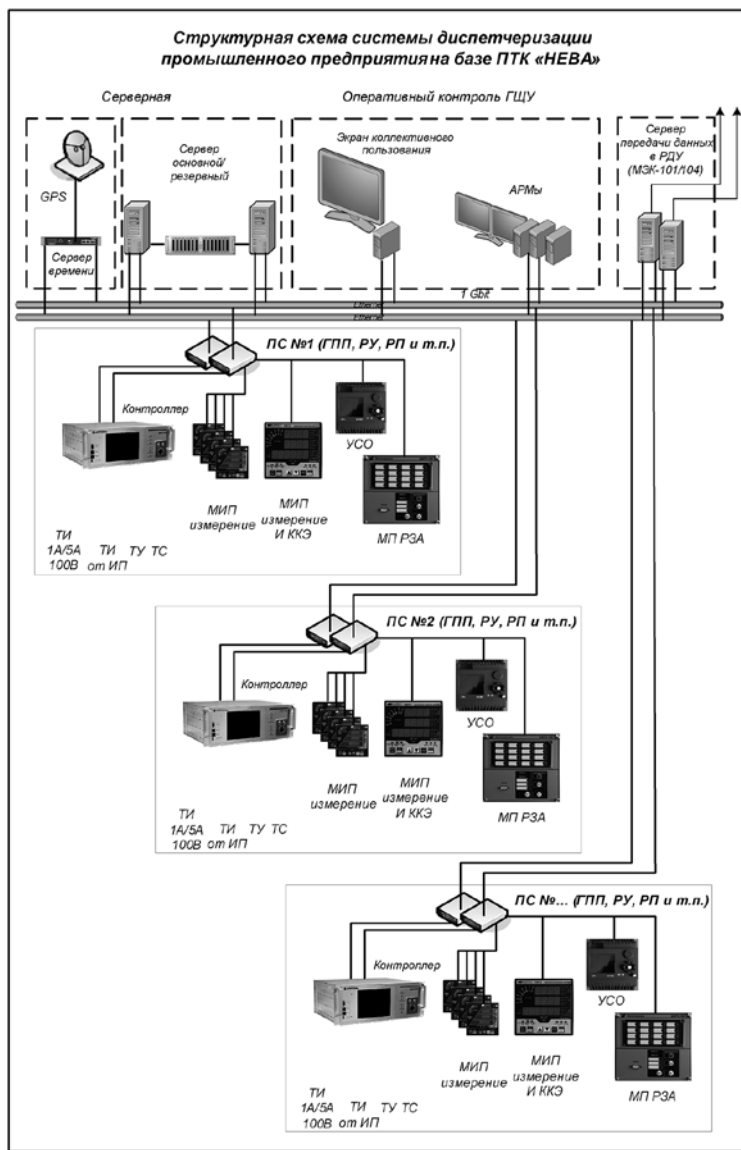 Структурная схема системы диспетчеризации
промышленного предприятия на базе ПТК «НЕВА»
Серверная
Оперативный контроль ГЩУ
GPS
Сервер
времени
Сервер
основной/
резервный
Экран коллективного
пользования
АРМы
Сервер
передачи данных
в РДУ
(МЭК-101/104)
1 Gbit
Ethernet
Ethernet
ПС №1 (ГПП, РУ, РП и т.п.)
Контроллер
УСО
МИП
измерение
МИП
измерение
И ККЭ
МП РЗА
ТИ
1А/5А ТИ ТУ ТС
100В от ИП
ПС №2 (ГПП, РУ, РП и т.п.)
Контроллер
УСО
МИП
измерение
МИП
измерение
И ККЭ
МП РЗА
ТИ
1А/5А ТИ ТУ ТС
100В от ИП
ПС №... (ГПП, РУ, РП и т.п.)
Контроллер
УСО
МИП
измерение
МИП
измерение
И ККЭ
МП РЗА
ТИ
1А/5А ТИ ТУ ТС
100В от ИП